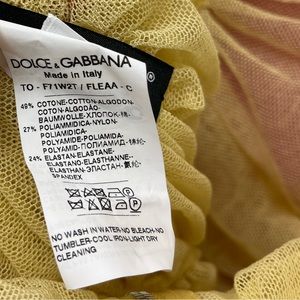 DOLCE & GABBANA
Made in Italy
TO - F71W2T / FLEAA - C
49% COTONE-COTTON-ALGODON-
COTON-ALGODÃO-
BAUMWOLLE-ХЛОПОК-棉
27% POLIAMMIDICA-NYLON-
POLIAMIDICA-
POLYAMIDE-POLIAMIDA-
POLYAMID-ПОЛИАМИД
24% ELASTAN-ELASTANE-
ELASTHAN-ЭЛАСТАН
SPANDEX
NO WASH IN WATER-NO BLEACH-NO
TUMBLER-COOL IRON-LIGHT DRY
CLEANING